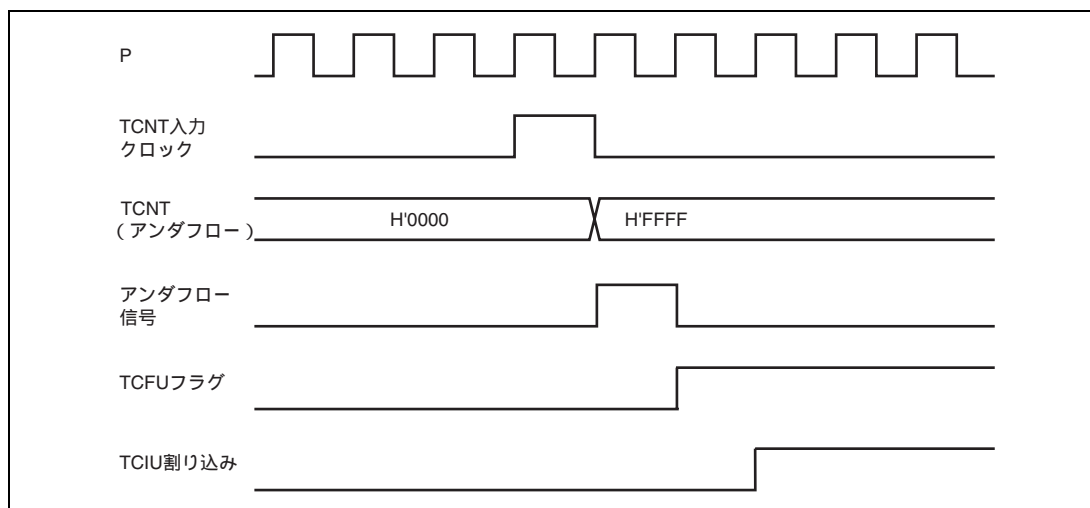 P
TCNT入力
クロック
TCNT
（アンダフロー）
H'0000
H'FFFF
アンダフロー
信号
TCFUフラグ
TCIU割り込み